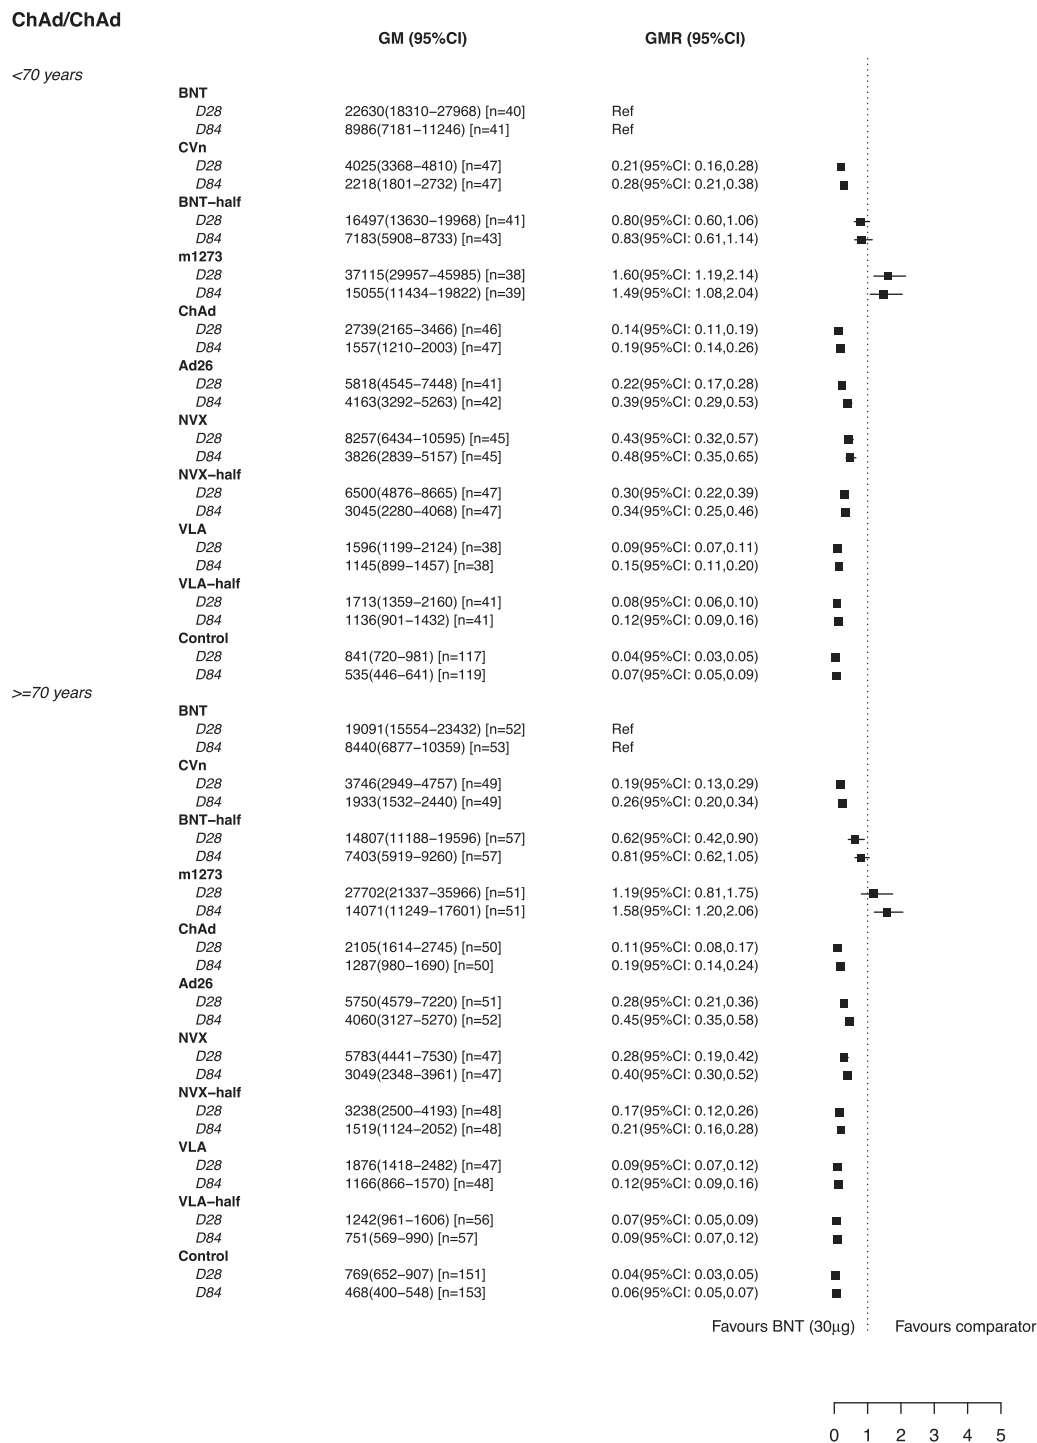 ChAd/ChAd
GM (95%CI) GMR (95%CI)
<70 years
BNT
D28 22630(18310−27968) [n=40] Ref
D84 8986(7181−11246) [n=41] Ref
CVn
D28 4025(3368−4810) [n=47] 0.21(95%CI: 0.16,0.28)
D84 2218(1801−2732) [n=47] 0.28(95%CI: 0.21,0.38)
BNT−half
D28 16497(13630−19968) [n=41] 0.80(95%CI: 0.60,1.06)
D84 7183(5908−8733) [n=43] 0.83(95%CI: 0.61,1.14)
m1273
D28 37115(29957−45985) [n=38] 1.60(95%CI: 1.19,2.14)
D84 15055(11434−19822) [n=39] 1.49(95%CI: 1.08,2.04)
ChAd
D28 2739(2165−3466) [n=46] 0.14(95%CI: 0.11,0.19)
D84 1557(1210−2003) [n=47] 0.19(95%CI: 0.14,0.26)
Ad26
D28 5818(4545−7448) [n=41] 0.22(95%CI: 0.17,0.28)
D84 4163(3292−5263) [n=42] 0.39(95%CI: 0.29,0.53)
NVX
D28 8257(6434−10595) [n=45] 0.43(95%CI: 0.32,0.57)
D84 3826(2839−5157) [n=45] 0.48(95%CI: 0.35,0.65)
NVX−half
D28 6500(4876−8665) [n=47] 0.30(95%CI: 0.22,0.39)
D84 3045(2280−4068) [n=47] 0.34(95%CI: 0.25,0.46)
VLA
D28 1596(1199−2124) [n=38] 0.09(95%CI: 0.07,0.11)
D84 1145(899−1457) [n=38] 0.15(95%CI: 0.11,0.20)
VLA−half
D28 1713(1359−2160) [n=41] 0.08(95%CI: 0.06,0.10)
D84 1136(901−1432) [n=41] 0.12(95%CI: 0.09,0.16)
Control
D28 841(720−981) [n=117] 0.04(95%CI: 0.03,0.05)
D84 535(446−641) [n=119] 0.07(95%CI: 0.05,0.09)
>=70 years
BNT
D28 19091(15554−23432) [n=52] Ref
D84 8440(6877−10359) [n=53] Ref
CVn
D28 3746(2949−4757) [n=49] 0.19(95%CI: 0.13,0.29)
D84 1933(1532−2440) [n=49] 0.26(95%CI: 0.20,0.34)
BNT−half
D28 14807(11188−19596) [n=57] 0.62(95%CI: 0.42,0.90)
D84 7403(5919−9260) [n=57] 0.81(95%CI: 0.62,1.05)
m1273
D28 27702(21337−35966) [n=51] 1.19(95%CI: 0.81,1.75)
D84 14071(11249−17601) [n=51] 1.58(95%CI: 1.20,2.06)
ChAd
D28 2105(1614−2745) [n=50] 0.11(95%CI: 0.08,0.17)
D84 1287(980−1690) [n=50] 0.19(95%CI: 0.14,0.24)
Ad26
D28 5750(4579−7220) [n=51] 0.28(95%CI: 0.21,0.36)
D84 4060(3127−5270) [n=52] 0.45(95%CI: 0.35,0.58)
NVX
D28 5783(4441−7530) [n=47] 0.28(95%CI: 0.19,0.42)
D84 3049(2348−3961) [n=47] 0.40(95%CI: 0.30,0.52)
NVX−half
D28 3238(2500−4193) [n=48] 0.17(95%CI: 0.12,0.26)
D84 1519(1124−2052) [n=48] 0.21(95%CI: 0.16,0.28)
VLA
D28 1876(1418−2482) [n=47] 0.09(95%CI: 0.07,0.12)
D84 1166(866−1570) [n=48] 0.12(95%CI: 0.09,0.16)
VLA−half
D28 1242(961−1606) [n=56] 0.07(95%CI: 0.05,0.09)
D84 751(569−990) [n=57] 0.09(95%CI: 0.07,0.12)
Control
D28 769(652−907) [n=151] 0.04(95%CI: 0.03,0.05)
D84 468(400−548) [n=153] 0.06(95%CI: 0.05,0.07)
Favours BNT (30μg) Favours comparator
0 1 2 3 4 5